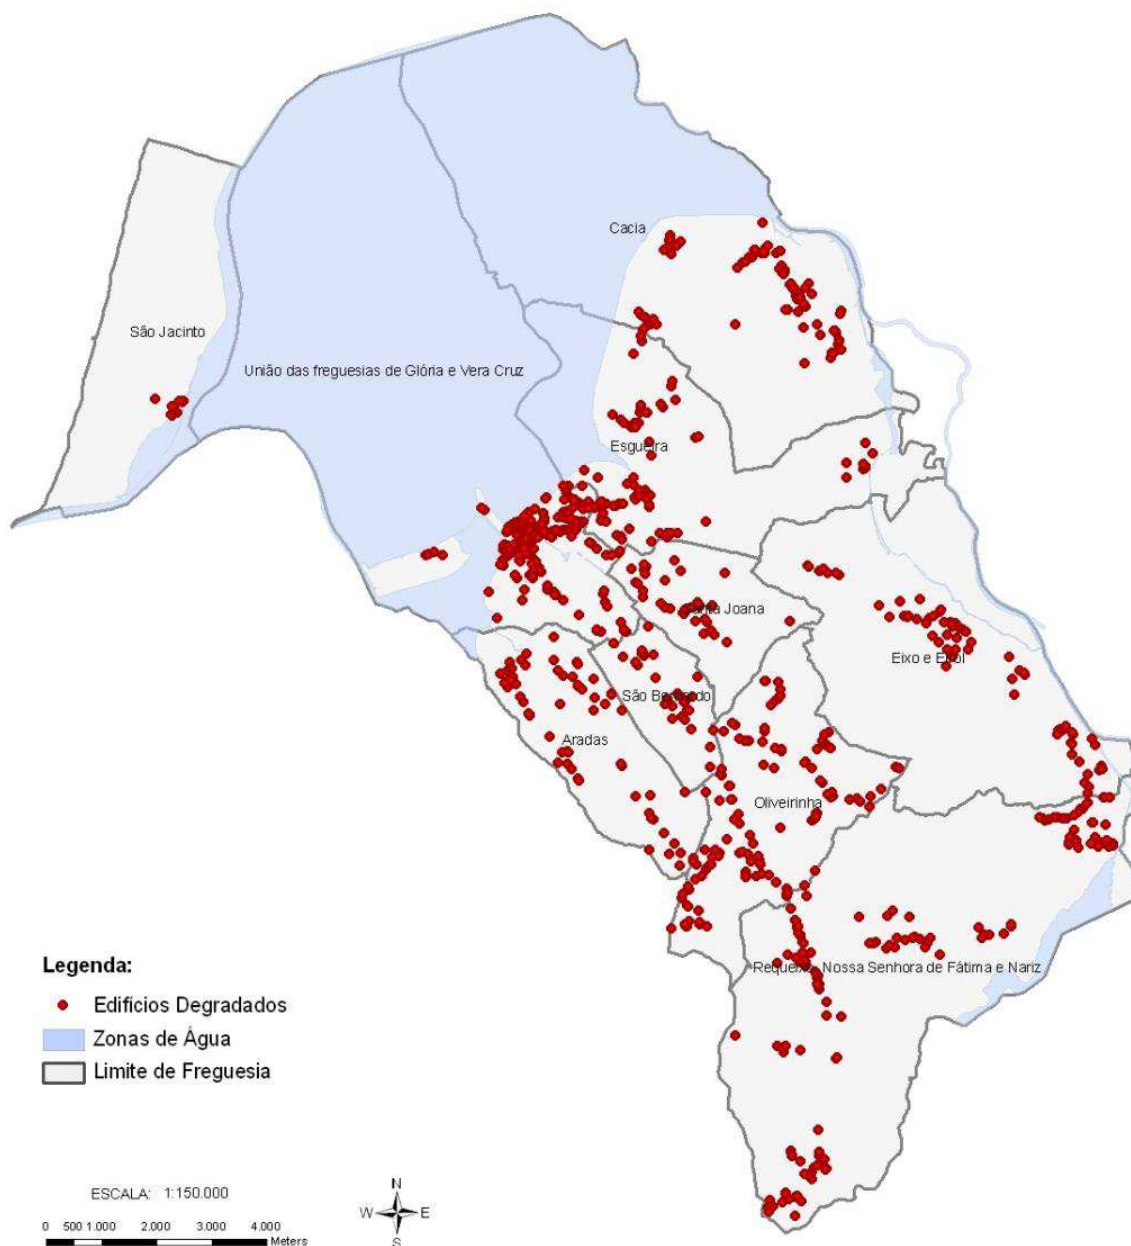 Cacia
São Jacinto
União das freguesias de Glória e Vera Cruz
Esgueira
Santa Joana
Eixo e Eirol
São Bernardo
Aradas
Oliveirinha
Requeixo, Nossa Senhora de Fátima e Nariz
Legenda:
Edifícios Degradados
Zonas de Água
Limite de Freguesia
ESCALA: 1:150.000
N
W E
S
0 500 1.000 2.000 3.000 4.000
Meters